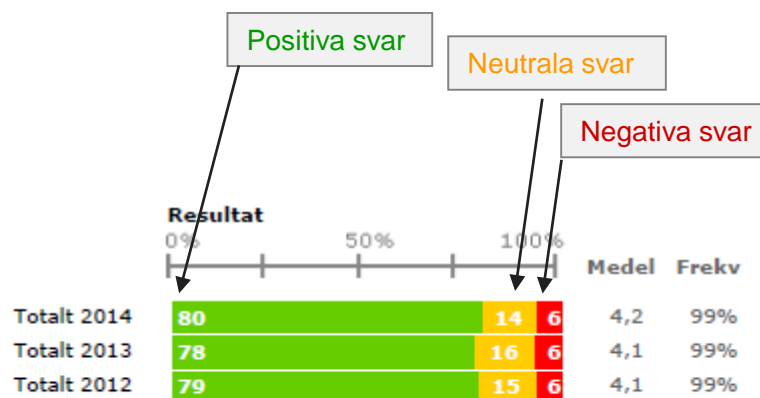 Positiva svar
Neutrala svar
Negativa svar
Resultat
0% 50% 100%
Medel Frekv
Totalt 2014 80 14 6 4,2 99%
Totalt 2013 78 16 6 4,1 99%
Totalt 2012 79 15 6 4,1 99%